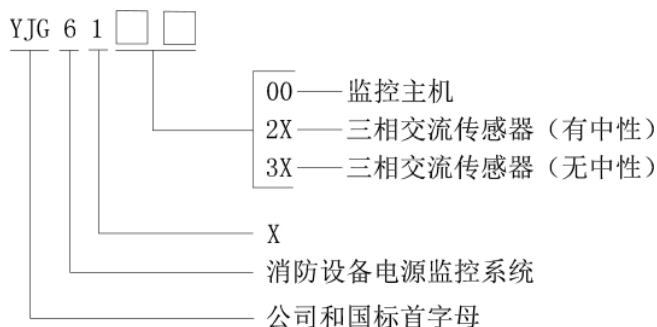 YJG 6 1 □ □
00——监控主机
2X——三相交流传感器（有中性）
3X——三相交流传感器（无中性）
X
消防设备电源监控系统
公司和国标首字母